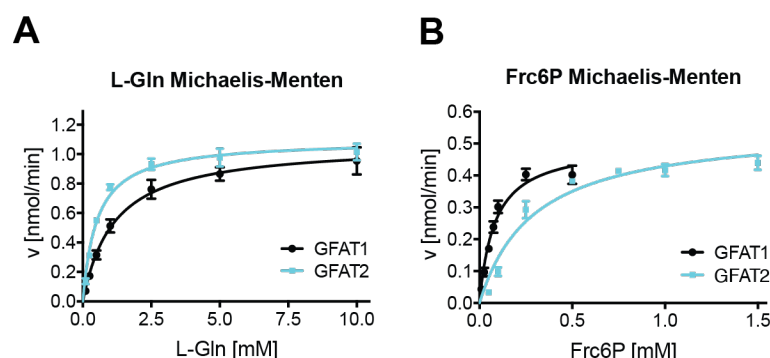 A
L-Gln Michaelis-Menten
v [nmol/min]
1.2
1.0
0.8
0.6
0.4
0.2
0.0
0.0 2.5 5.0 7.5 10.0
L-Gln [mM]
GFAT1
GFAT2
B
Frc6P Michaelis-Menten
v [nmol/min]
0.6
0.5
0.4
0.3
0.2
0.1
0.0
0.0 0.5 1.0 1.5
Frc6P [mM]
GFAT1
GFAT2